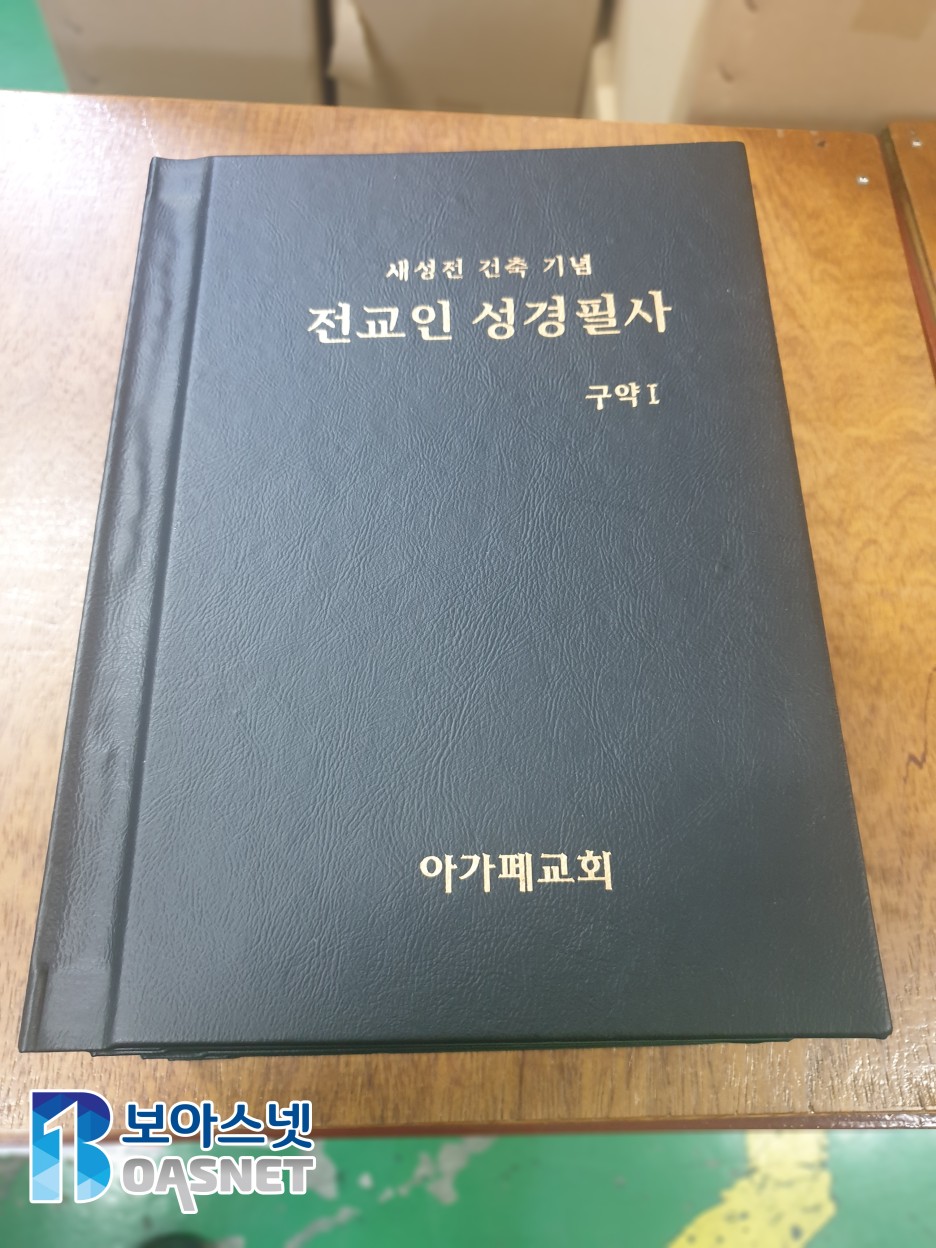 새성전 건축 기념
전교인 성경필사
구약 I
아가페교회
보아스넷
BOASNET